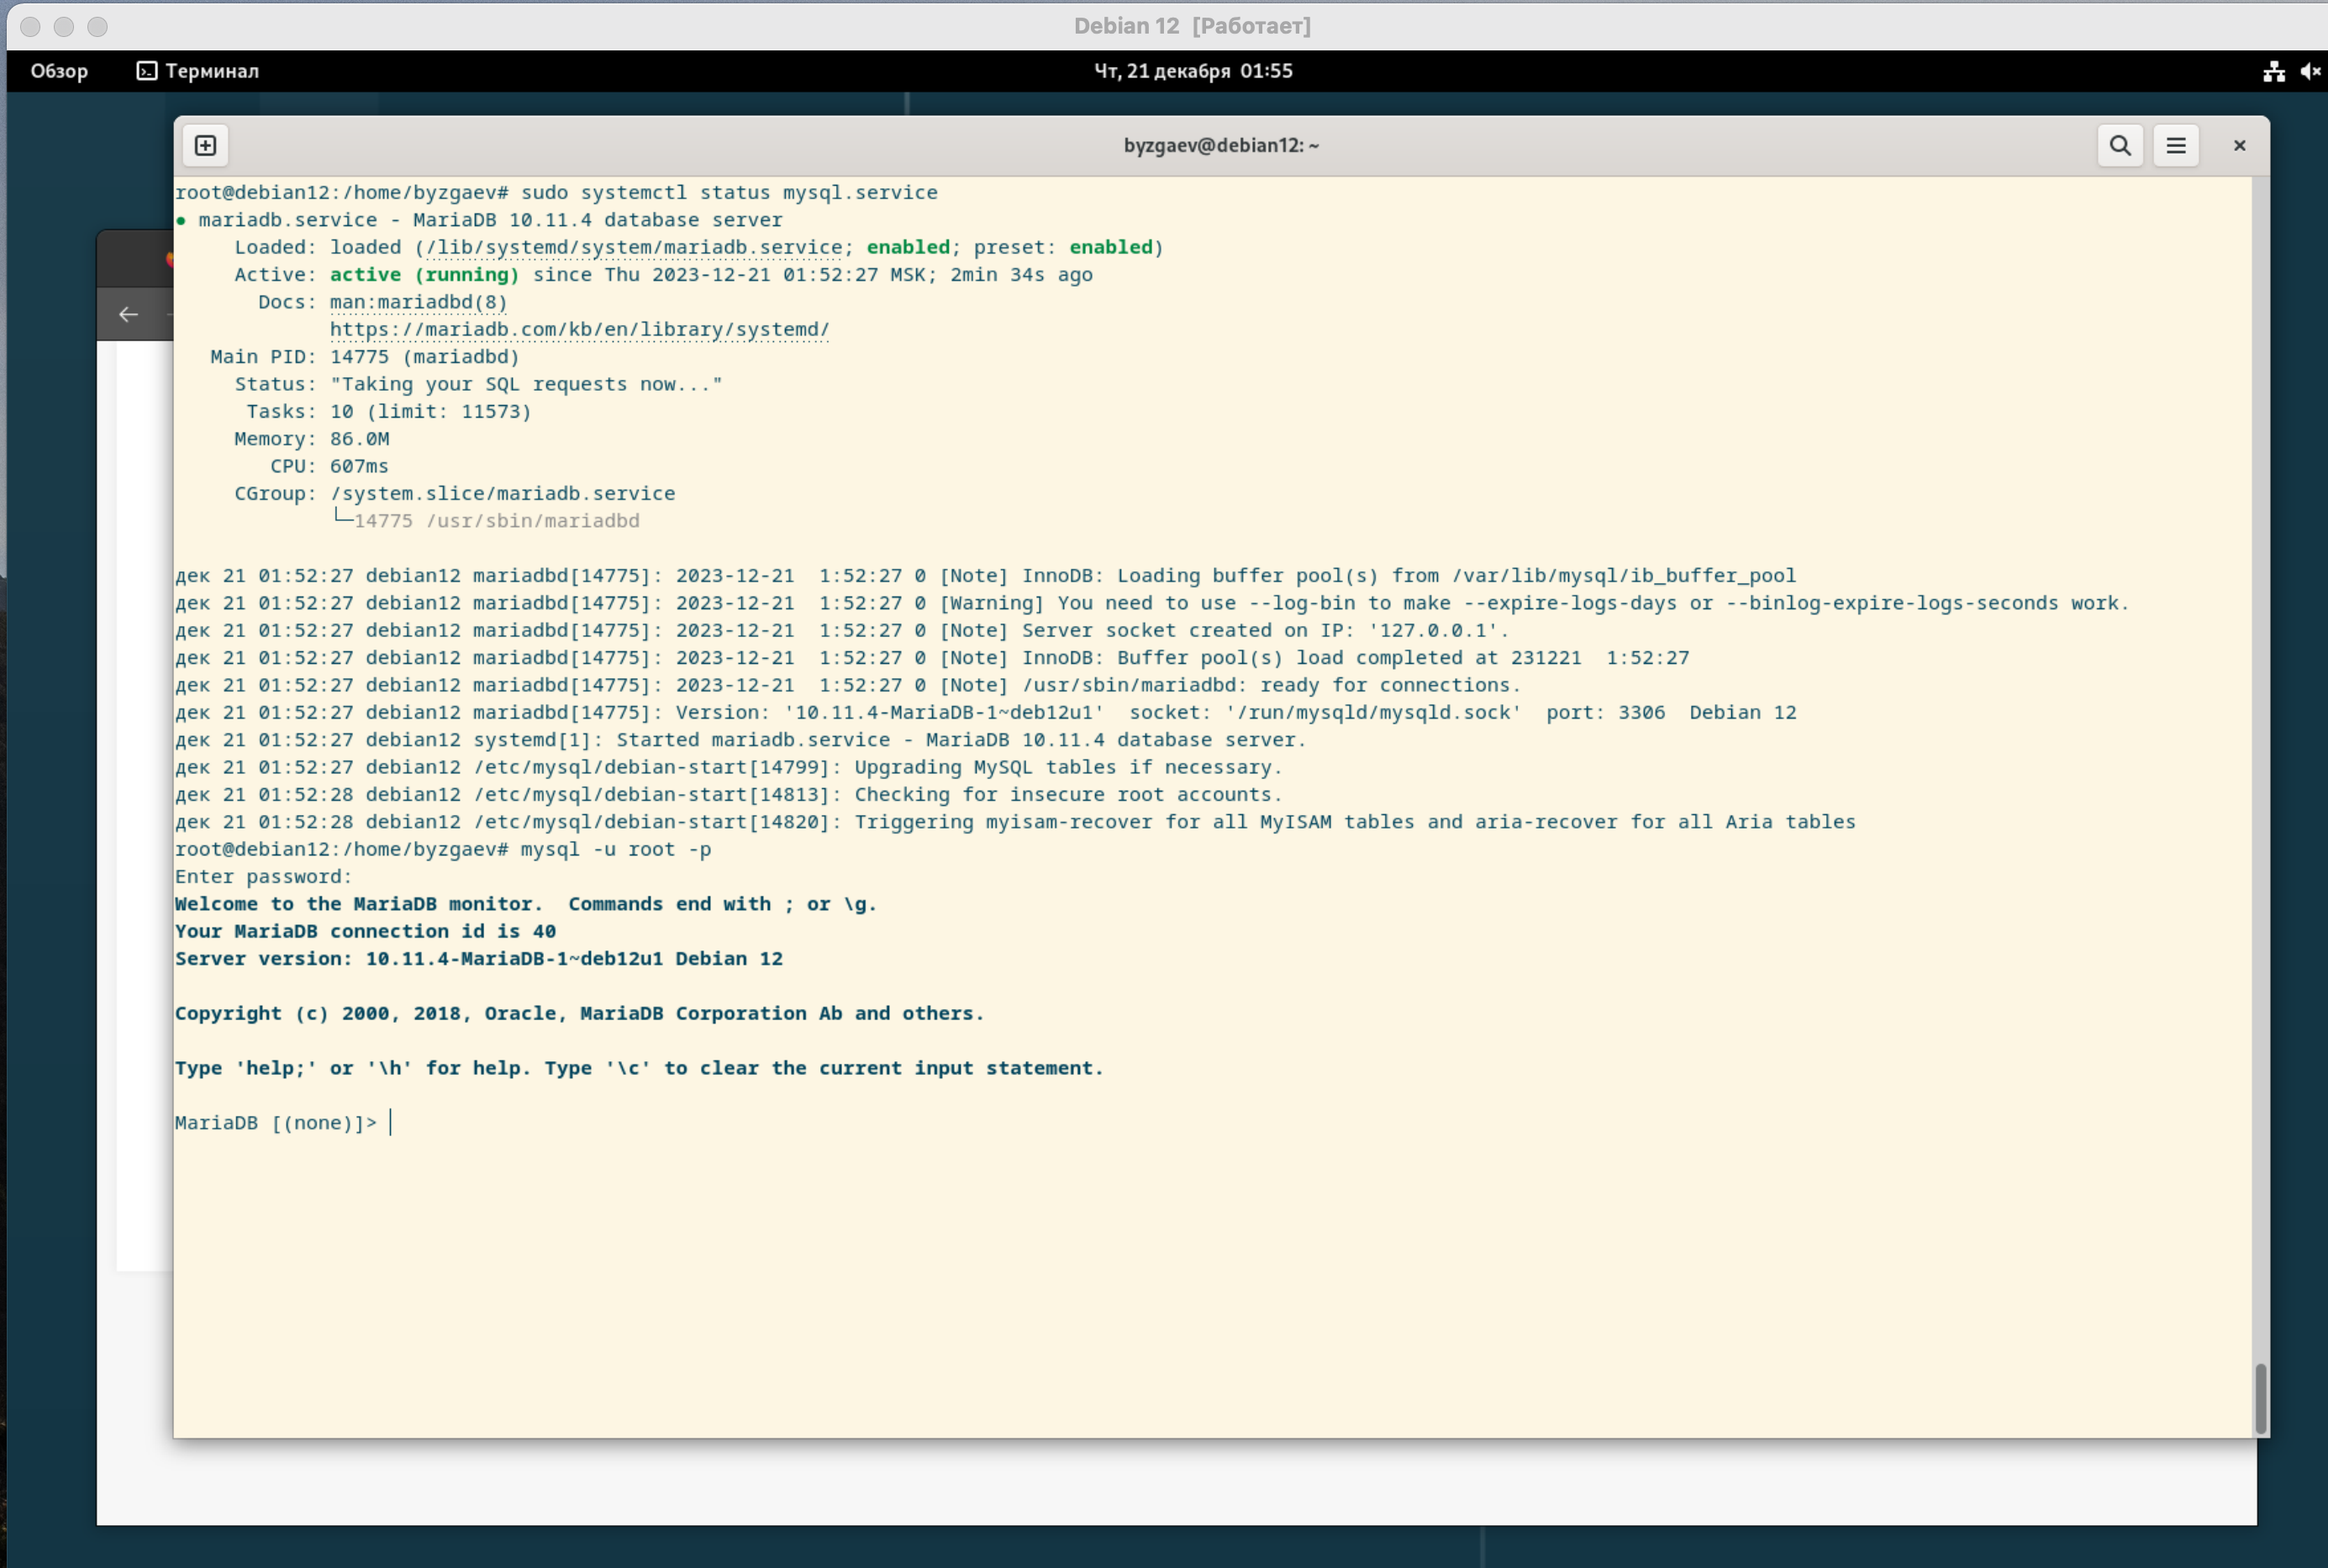 Debian 12 [Работает]
Обзор Терминал Чт, 21 декабря 01:55
byzgaev@debian12: ~
root@debian12:/home/byzgaev# sudo systemctl status mysql.service
● mariadb.service - MariaDB 10.11.4 database server
Loaded: loaded (/lib/systemd/system/mariadb.service; enabled; preset: enabled)
Active: active (running) since Thu 2023-12-21 01:52:27 MSK; 2min 34s ago
Docs: man:mariadbd(8)
https://mariadb.com/kb/en/library/systemd/
Main PID: 14775 (mariadbd)
Status: "Taking your SQL requests now..."
Tasks: 10 (limit: 11573)
Memory: 86.0M
CPU: 607ms
CGroup: /system.slice/mariadb.service
└─14775 /usr/sbin/mariadbd
дек 21 01:52:27 debian12 mariadbd[14775]: 2023-12-21  1:52:27 0 [Note] InnoDB: Loading buffer pool(s) from /var/lib/mysql/ib_buffer_pool
дек 21 01:52:27 debian12 mariadbd[14775]: 2023-12-21  1:52:27 0 [Warning] You need to use --log-bin to make --expire-logs-days or --binlog-expire-logs-seconds work.
дек 21 01:52:27 debian12 mariadbd[14775]: 2023-12-21  1:52:27 0 [Note] Server socket created on IP: '127.0.0.1'.
дек 21 01:52:27 debian12 mariadbd[14775]: 2023-12-21  1:52:27 0 [Note] InnoDB: Buffer pool(s) load completed at 231221  1:52:27
дек 21 01:52:27 debian12 mariadbd[14775]: 2023-12-21  1:52:27 0 [Note] /usr/sbin/mariadbd: ready for connections.
дек 21 01:52:27 debian12 mariadbd[14775]: Version: '10.11.4-MariaDB-1~deb12u1'  socket: '/run/mysqld/mysqld.sock'  port: 3306  Debian 12
дек 21 01:52:27 debian12 systemd[1]: Started mariadb.service - MariaDB 10.11.4 database server.
дек 21 01:52:27 debian12 /etc/mysql/debian-start[14799]: Upgrading MySQL tables if necessary.
дек 21 01:52:28 debian12 /etc/mysql/debian-start[14813]: Checking for insecure root accounts.
дек 21 01:52:28 debian12 /etc/mysql/debian-start[14820]: Triggering myisam-recover for all MyISAM tables and aria-recover for all Aria tables
root@debian12:/home/byzgaev# mysql -u root -p
Enter password:
Welcome to the MariaDB monitor.  Commands end with ; or \g.
Your MariaDB connection id is 40
Server version: 10.11.4-MariaDB-1~deb12u1 Debian 12
Copyright (c) 2000, 2018, Oracle, MariaDB Corporation Ab and others.
Type 'help;' or '\h' for help. Type '\c' to clear the current input statement.
MariaDB [(none)]>